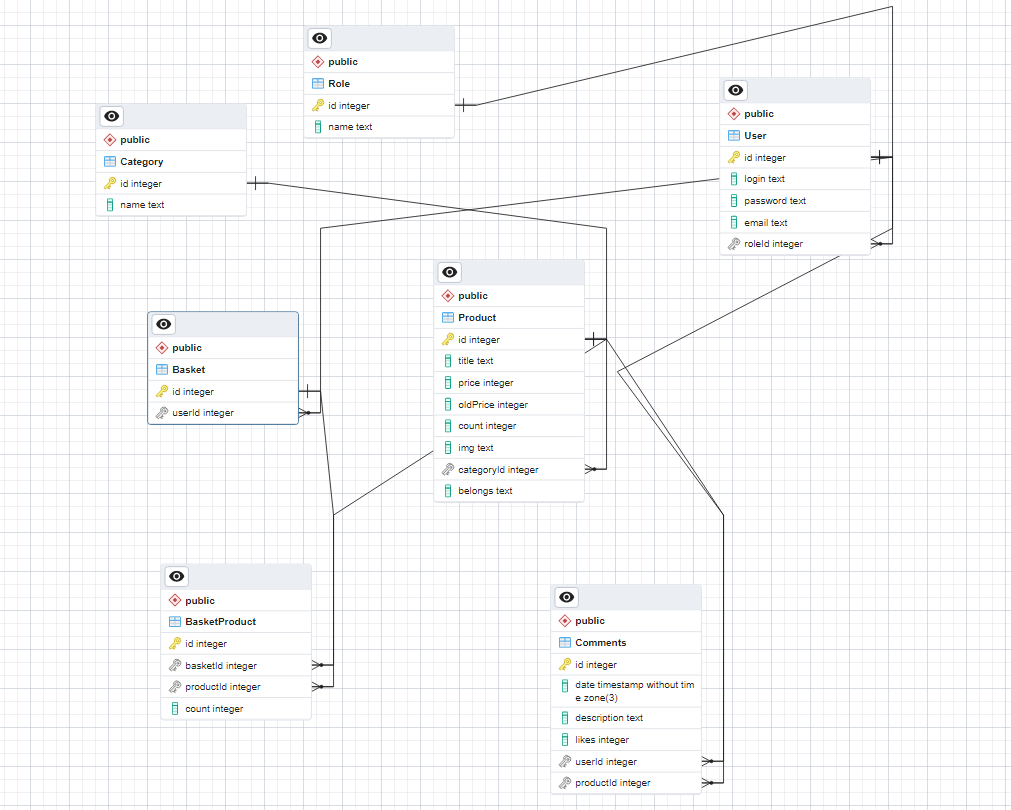 public
Role
id integer
name text
public
User
id integer
login text
password text
email text
roleId integer
public
Category
id integer
name text
public
Product
id integer
title text
price integer
oldPrice integer
count integer
img text
categoryId integer
belongs text
public
Basket
id integer
userId integer
public
BasketProduct
id integer
basketId integer
productId integer
count integer
public
Comments
id integer
date timestamp without tim
e zone(3)
description text
likes integer
userId integer
productId integer